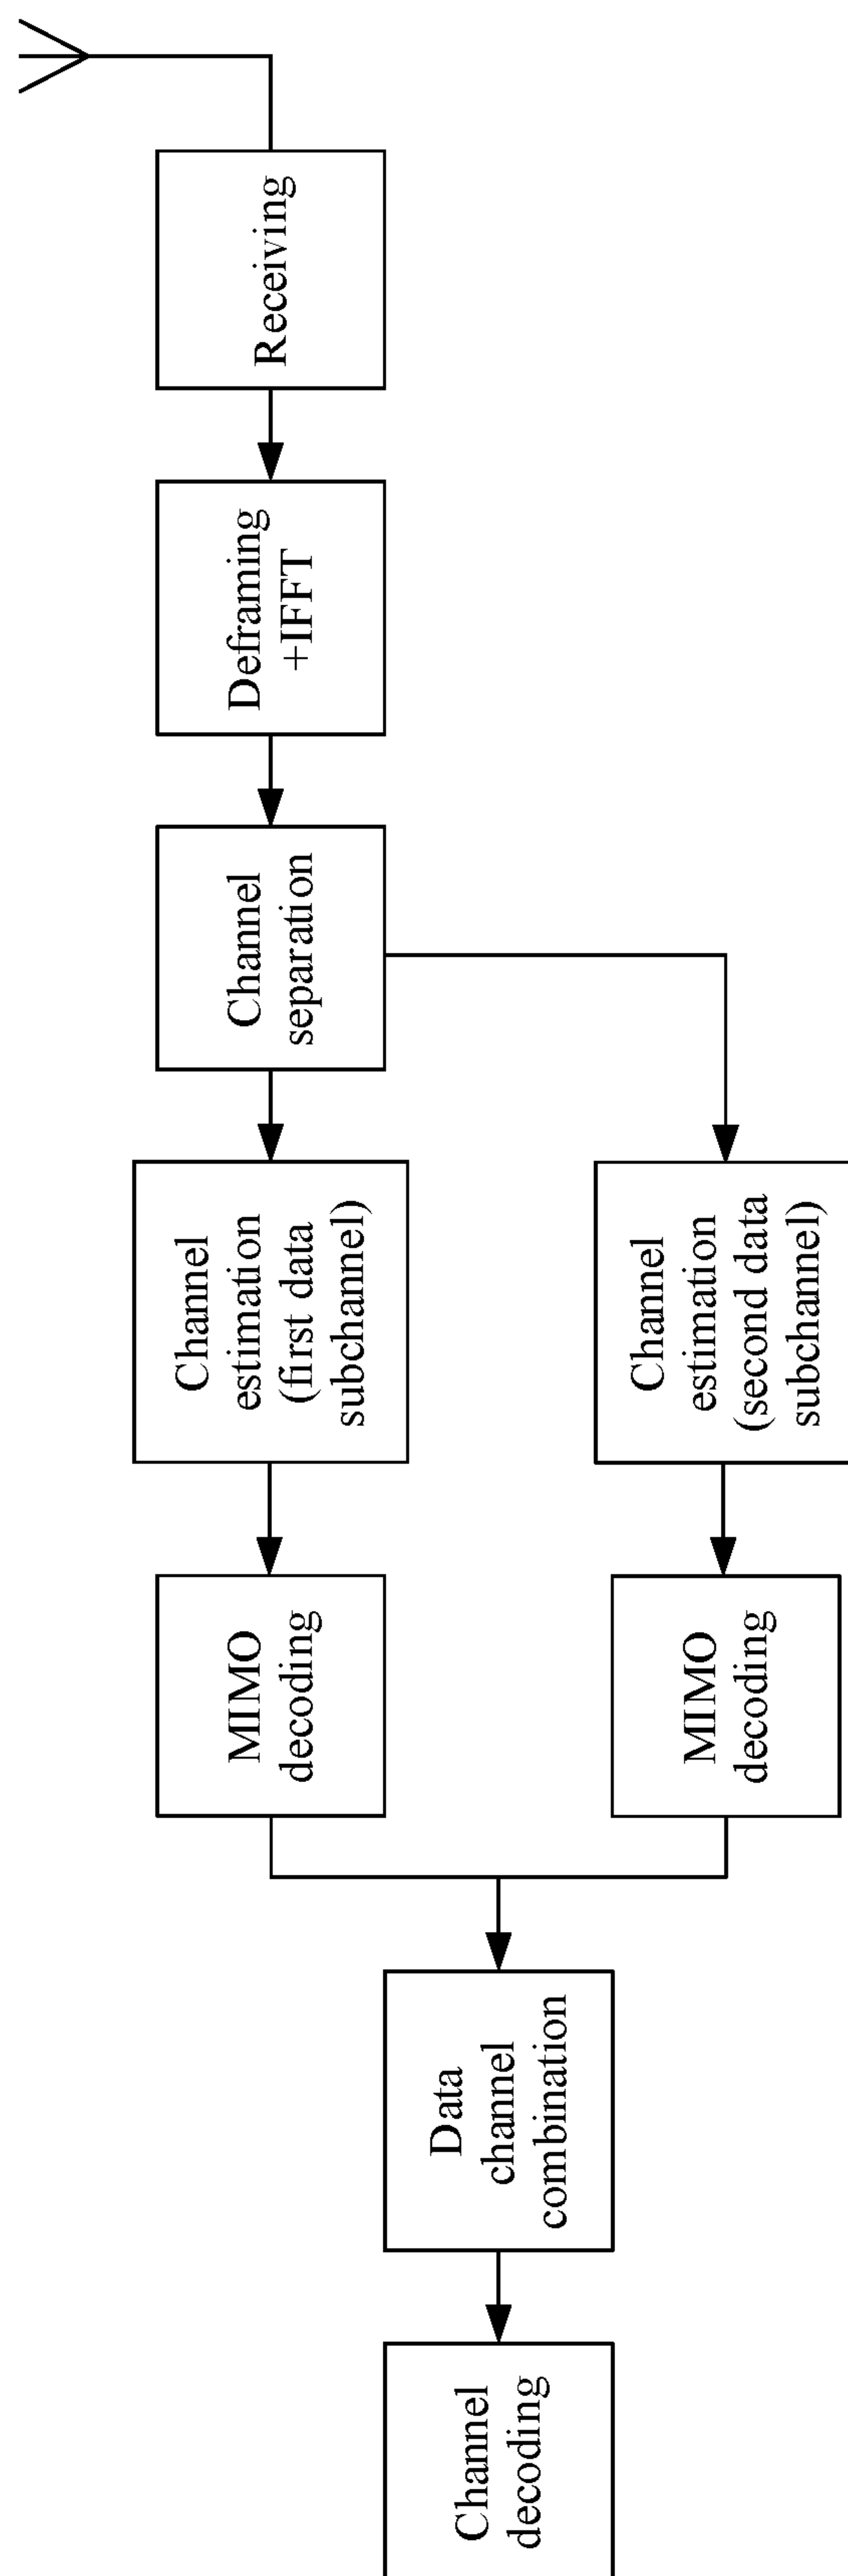 Receiving
Deframing
+IFFT
Channel
separation
Channel
estimation
(first data
subchannel)
Channel
estimation
(second data
subchannel)
MIMO
decoding
MIMO
decoding
Data
channel
combination
Channel
decoding